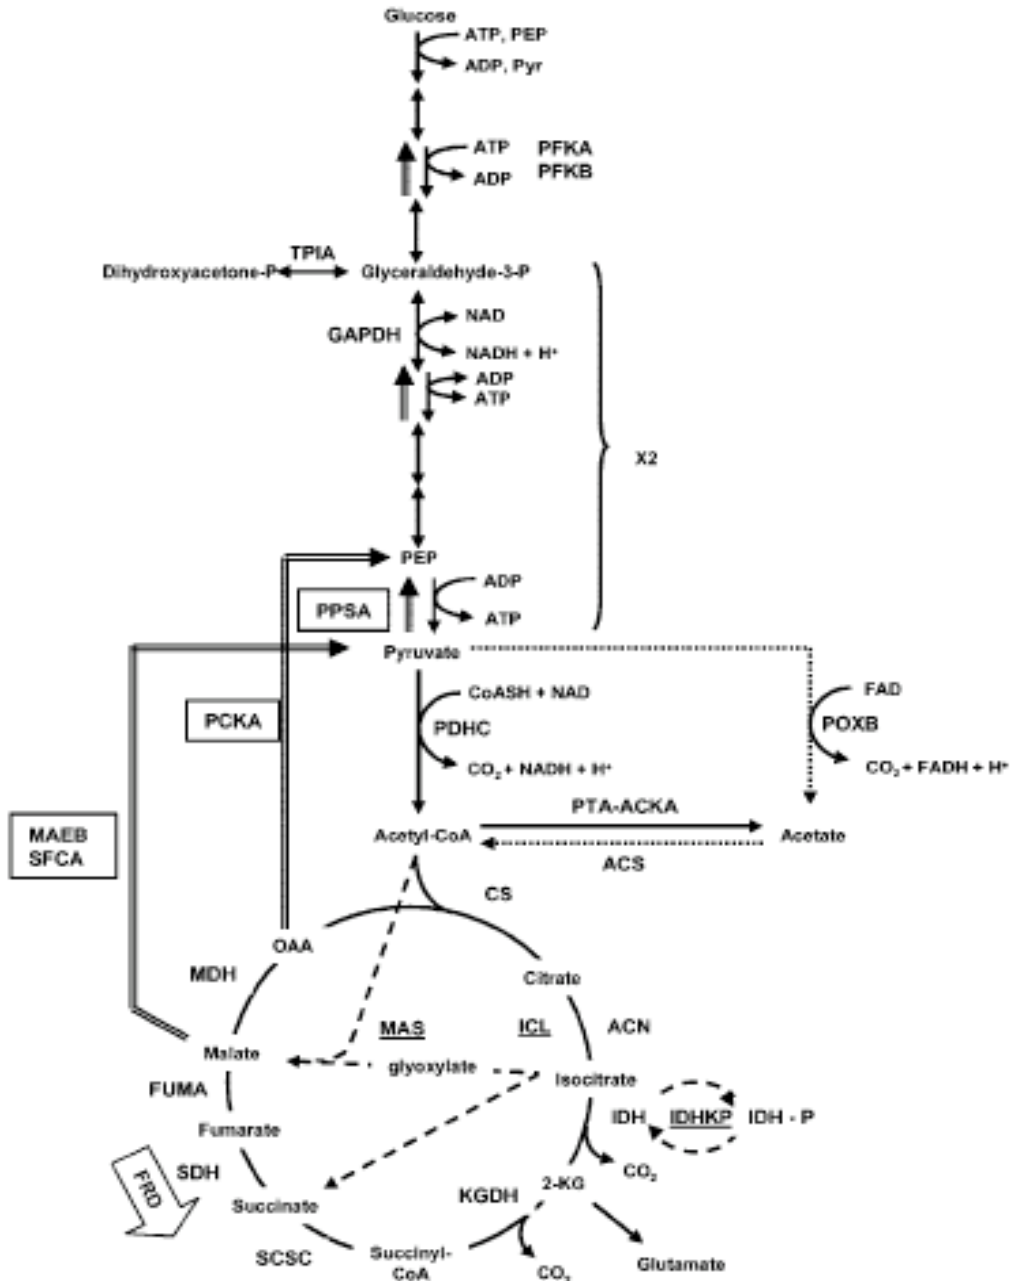 Glucose
ATP, PEP
ADP, Pyr
ATP PFKA
ADP PFKB
TPIA
Dihydroxyacetone-P Glyceraldehyde-3-P
NAD
GAPDH
NADH + H⁺
ADP
ATP
X2
PEP
ADP
PPSA
ATP
Pyruvate
CoASH + NAD
FAD
PCKA
PDHC
POXB
CO₂ + NADH + H⁺
CO₂ + FADH + H⁺
PTA-ACKA
MAEB
SFCA
Acetyl-CoA
Acetate
ACS
CS
OAA
MDH
Citrate
MAS
ICL
ACN
Malate
glyoxylate
Isocitrate
FUMA
IDH IDHKP IDH - P
Fumarate
FRD
SDH
CO₂
2-KG
KGDH
Succinate
SCSC
Succinyl-
CoA
CO₂
Glutamate